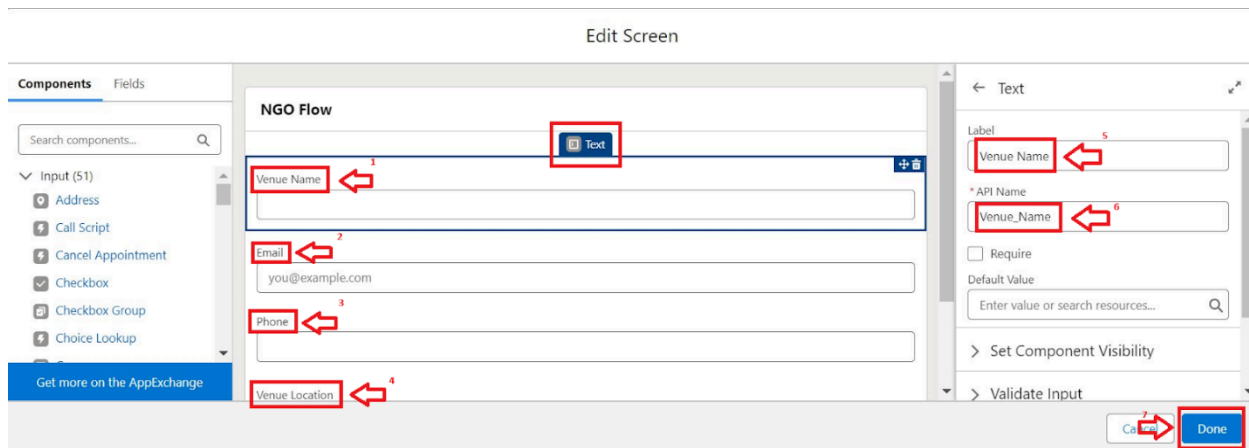 Edit Screen
Components Fields
Search components...
Input (51)
Address
Call Script
Cancel Appointment
Checkbox
Checkbox Group
Choice Lookup
Get more on the AppExchange
NGO Flow
Text
Venue Name
1
Email
2
you@example.com
Phone
3
Venue Location
4
Text
Label
Venue Name
5
*API Name
Venue_Name
6
Require
Default Value
Enter value or search resources...
Set Component Visibility
Validate Input
Cancel
7
Done